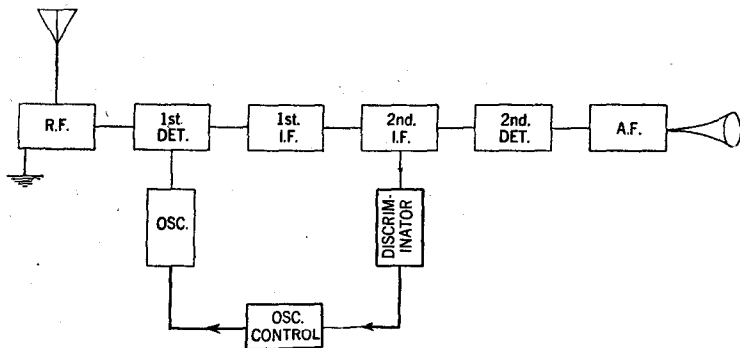 R.F.
1st.
DET.
1st.
I.F.
2nd.
I.F.
2nd.
DET.
A.F.
OSC.
DISCRIM-
INATOR
OSC.
CONTROL